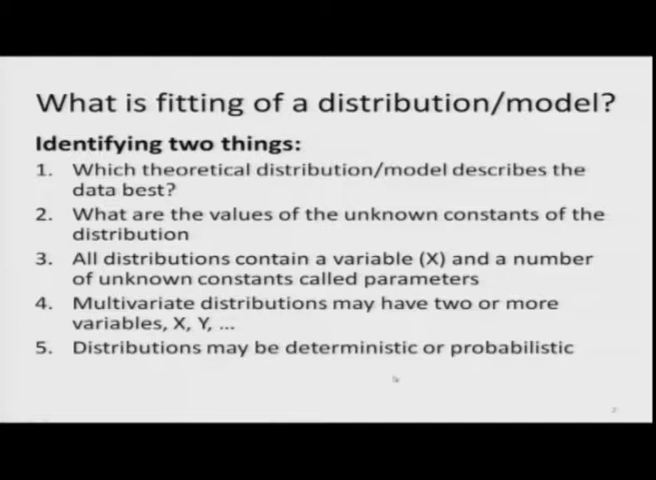 What is fitting of a distribution/model?
Identifying two things:
1. Which theoretical distribution/model describes the
data best?
2. What are the values of the unknown constants of the
distribution
3. All distributions contain a variable (X) and a number
of unknown constants called parameters
4. Multivariate distributions may have two or more
variables, X, Y, ...
5. Distributions may be deterministic or probabilistic
2